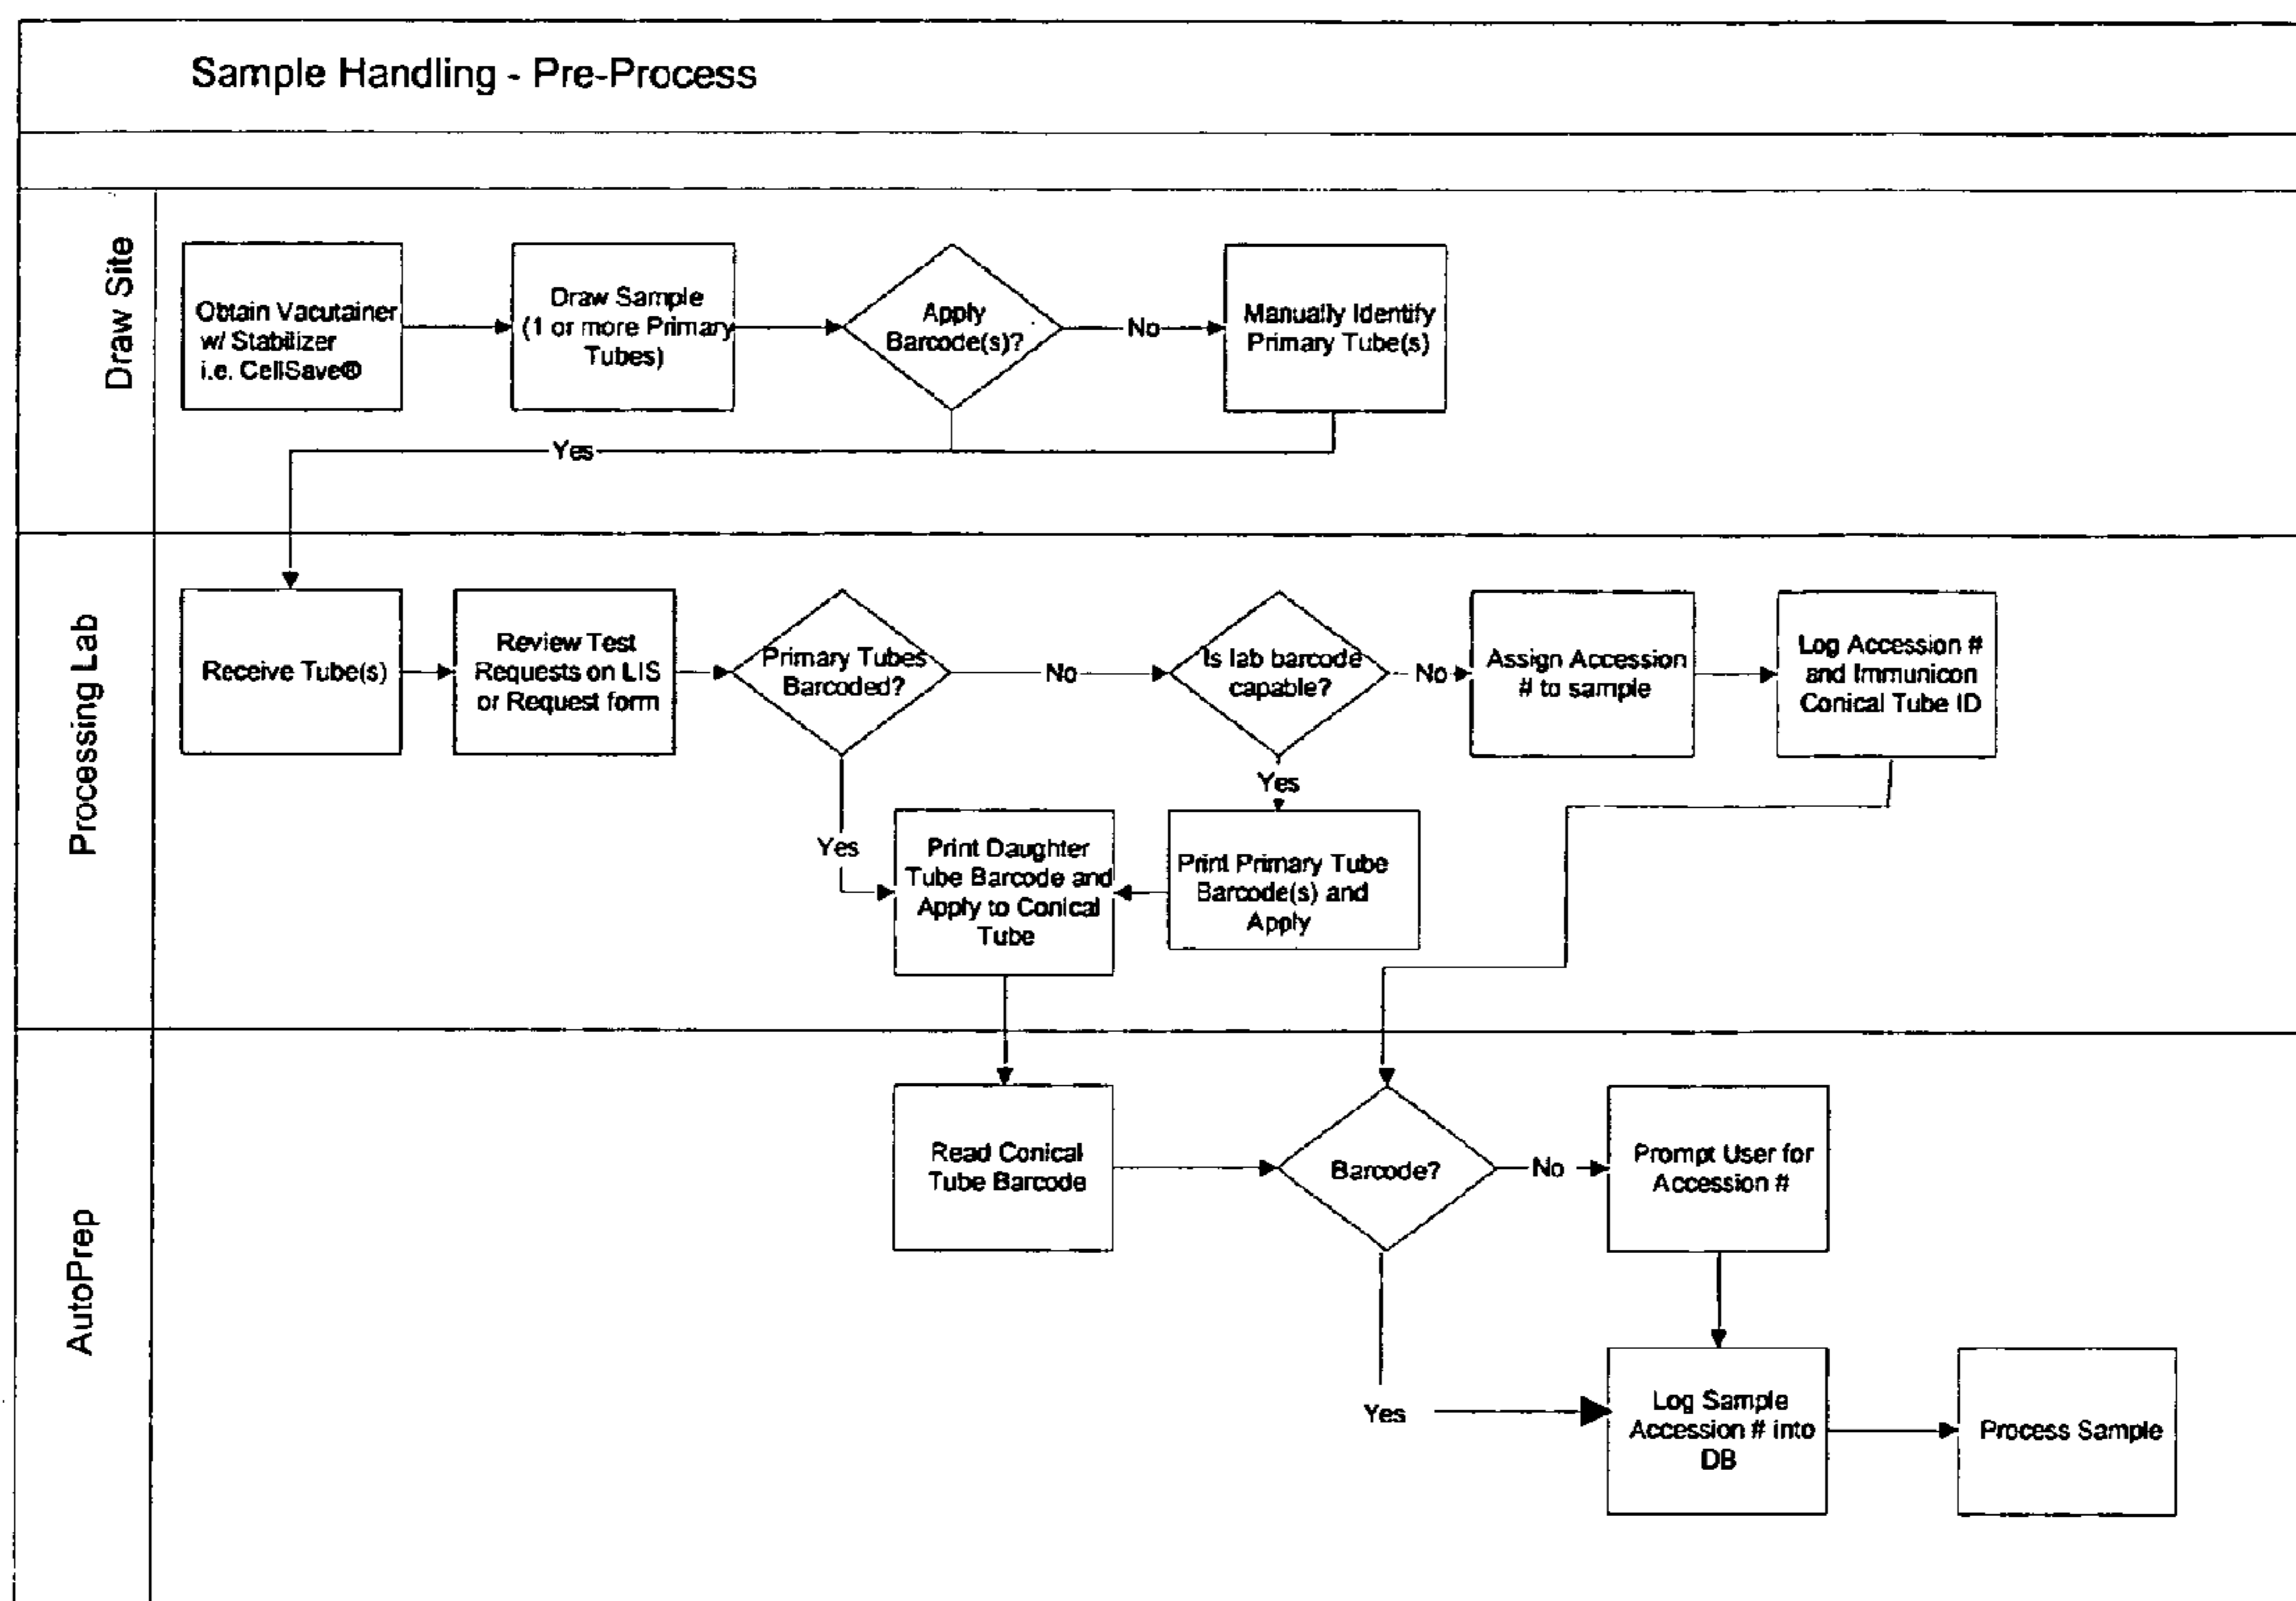 Sample Handling - Pre-Process
Draw Site
Obtain Vacutainer
w/ Stabilizer
i.e. CellSave®
Draw Sample
(1 or more Primary
Tubes)
Apply
Barcode(s)?
No
Manually Identify
Primary Tube(s)
Yes
Processing Lab
Receive Tube(s)
Review Test
Requests on LIS
or Request form
Primary Tubes
Barcoded?
No
Is lab barcode
capable?
No
Assign Accession
# to sample
Log Accession #
and Immunicon
Conical Tube ID
Yes
Yes
Print Daughter
Tube Barcode and
Apply to Conical
Tube
Print Primary Tube
Barcode(s) and
Apply
AutoPrep
Read Conical
Tube Barcode
Barcode?
No
Prompt User for
Accession #
Yes
Log Sample
Accession # into
DB
Process Sample